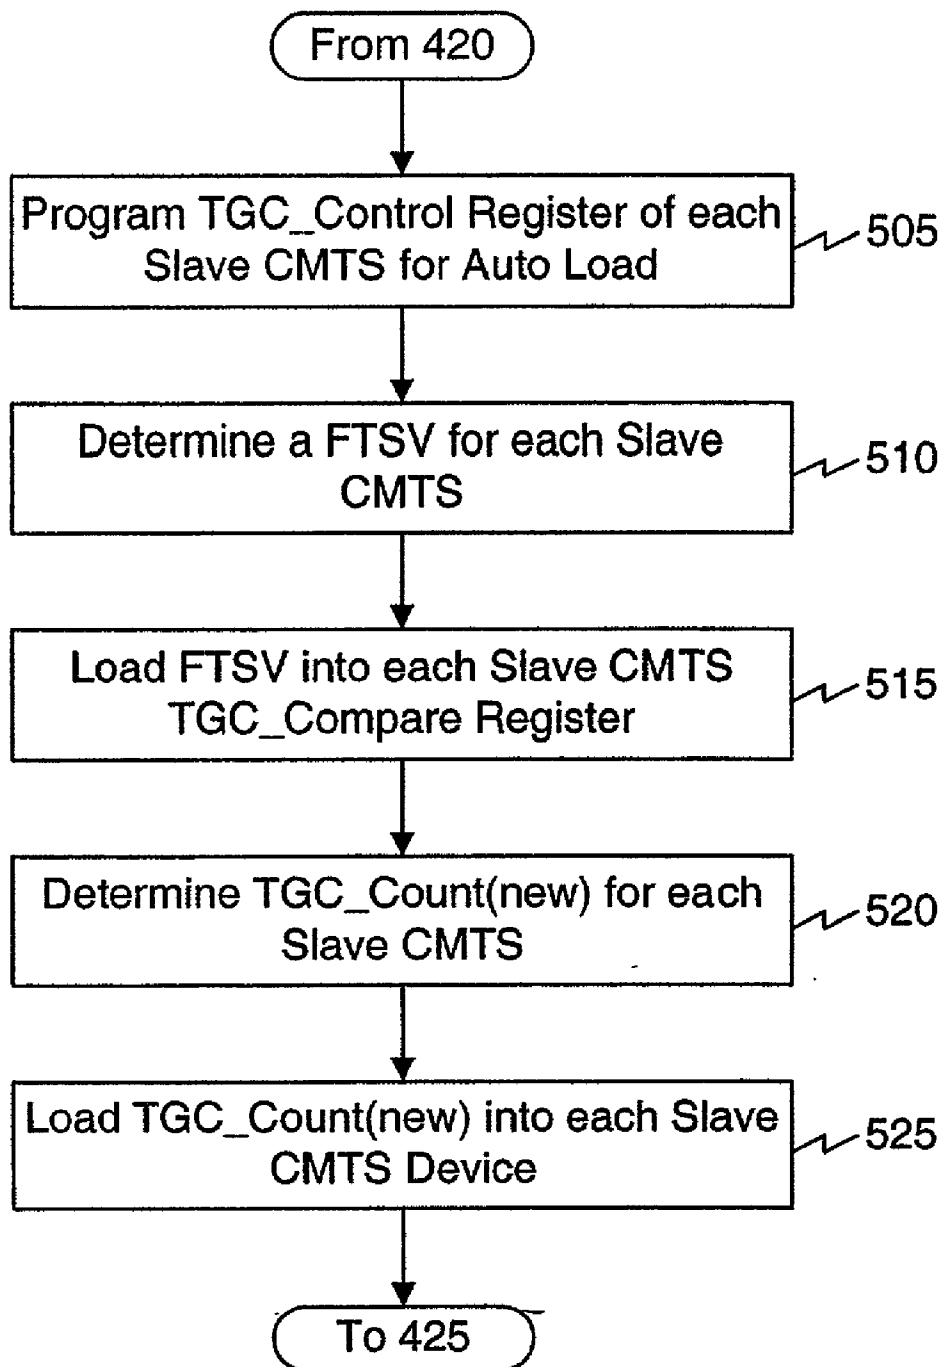 From 420
Program TGC_Control Register of each
Slave CMTS for Auto Load
505
Determine a FTSV for each Slave
CMTS
510
Load FTSV into each Slave CMTS
TGC_Compare Register
515
Determine TGC_Count(new) for each
Slave CMTS
520
Load TGC_Count(new) into each Slave
CMTS Device
525
To 425